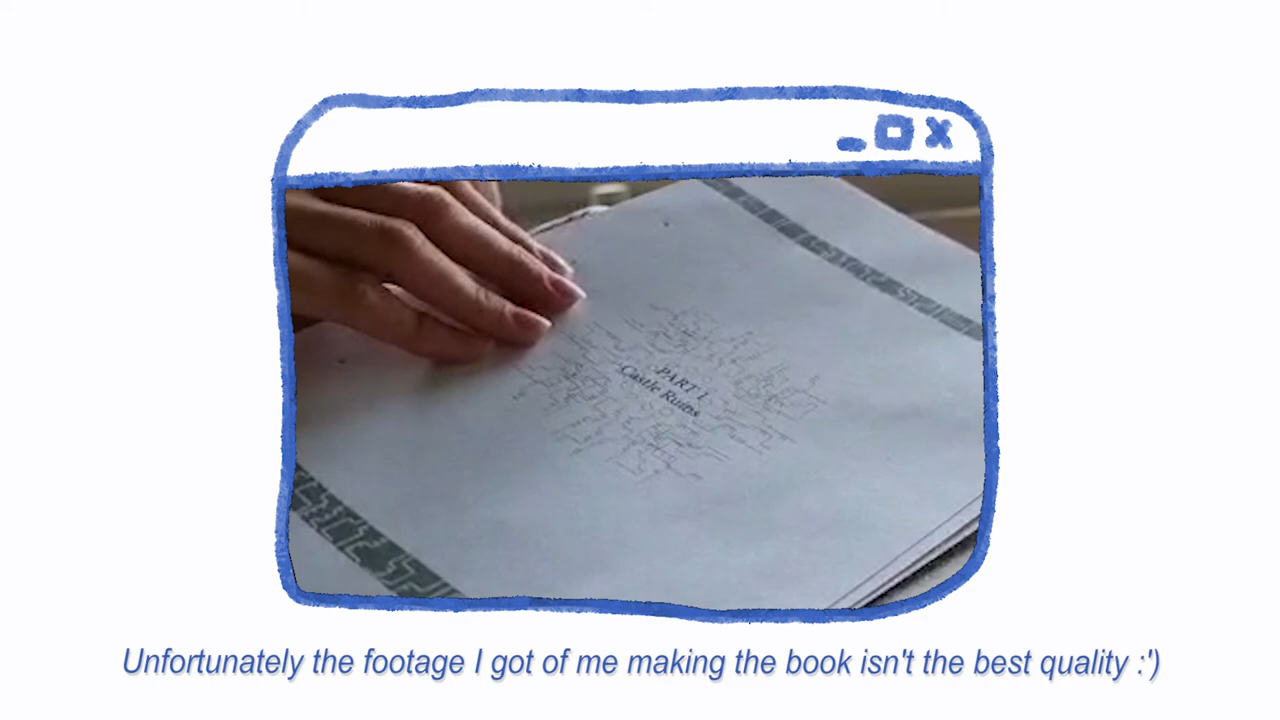 PART 1
Castle Ruins
Unfortunately the footage I got of me making the book isn't the best quality :')